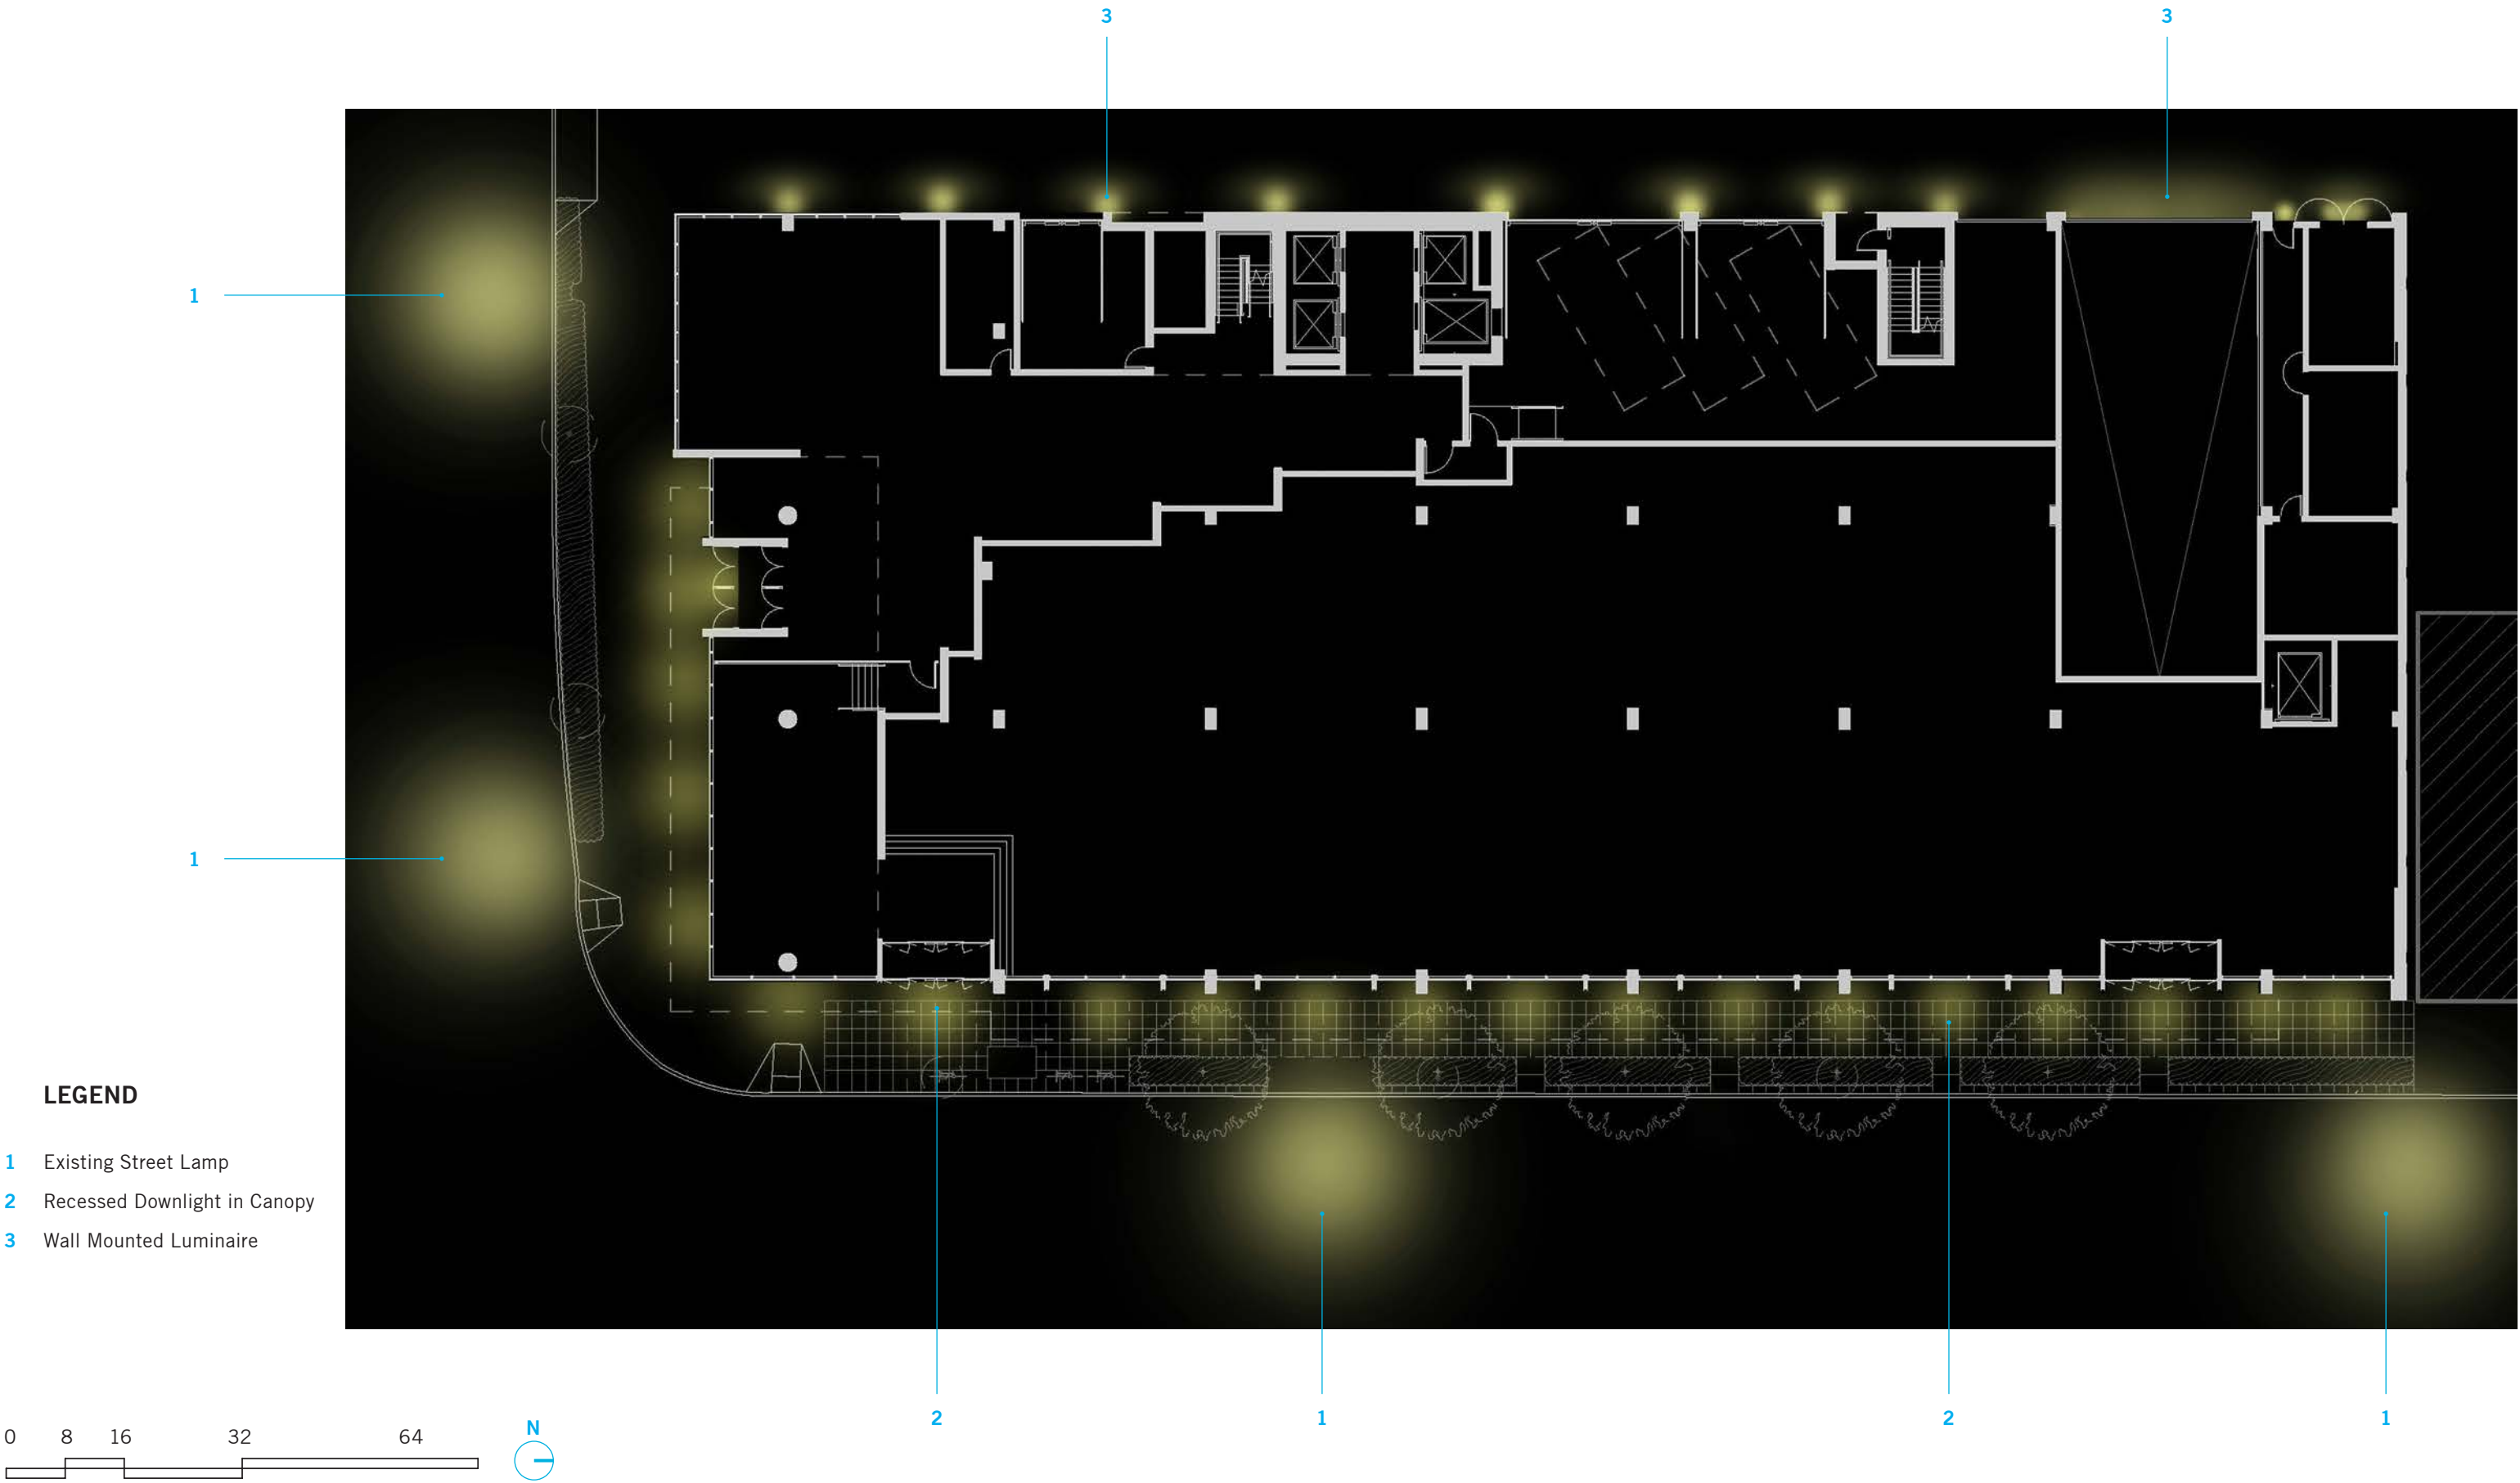 3 3
1
1
LEGEND
1 Existing Street Lamp
2 Recessed Downlight in Canopy
3 Wall Mounted Luminaire
2 1 2 1
0 8 16 32 64
N